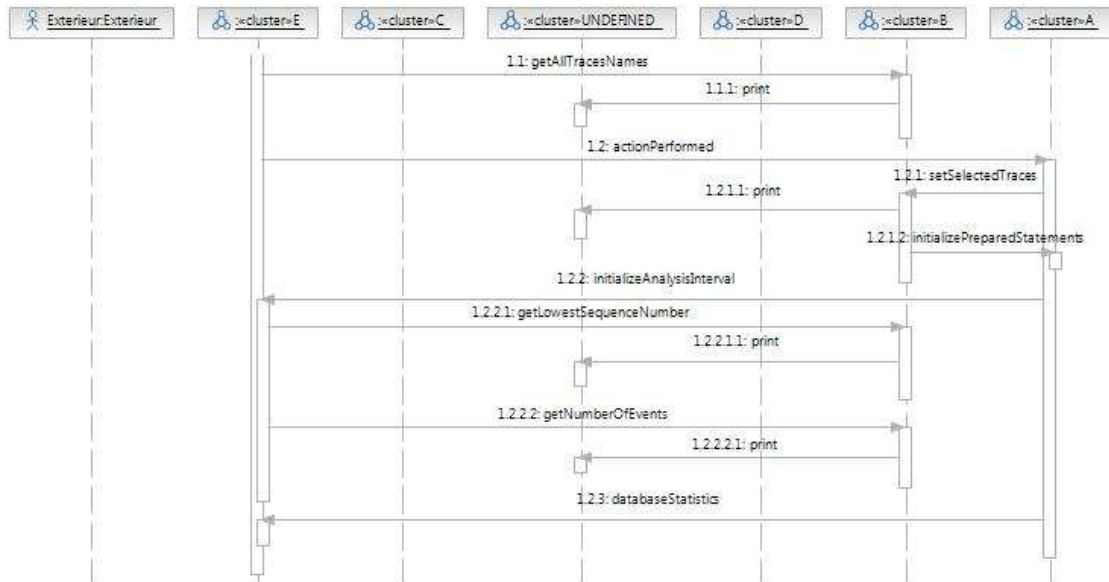 Exterieur:Exterieur
:«cluster»E
:«cluster»C
:«cluster»UNDEFINED
:«cluster»D
:«cluster»B
:«cluster»A
1.1: getAllTracesNames
1.1.1: print
1.2: actionPerformed
1.2.1: setSelectedTraces
1.2.1.1: print
1.2.1.2: initializePreparedStatements
1.2.2: initializeAnalysisInterval
1.2.2.1: getLowestSequenceNumber
1.2.2.1.1: print
1.2.2.2: getNumberOfEvents
1.2.2.2.1: print
1.2.3: databaseStatistics